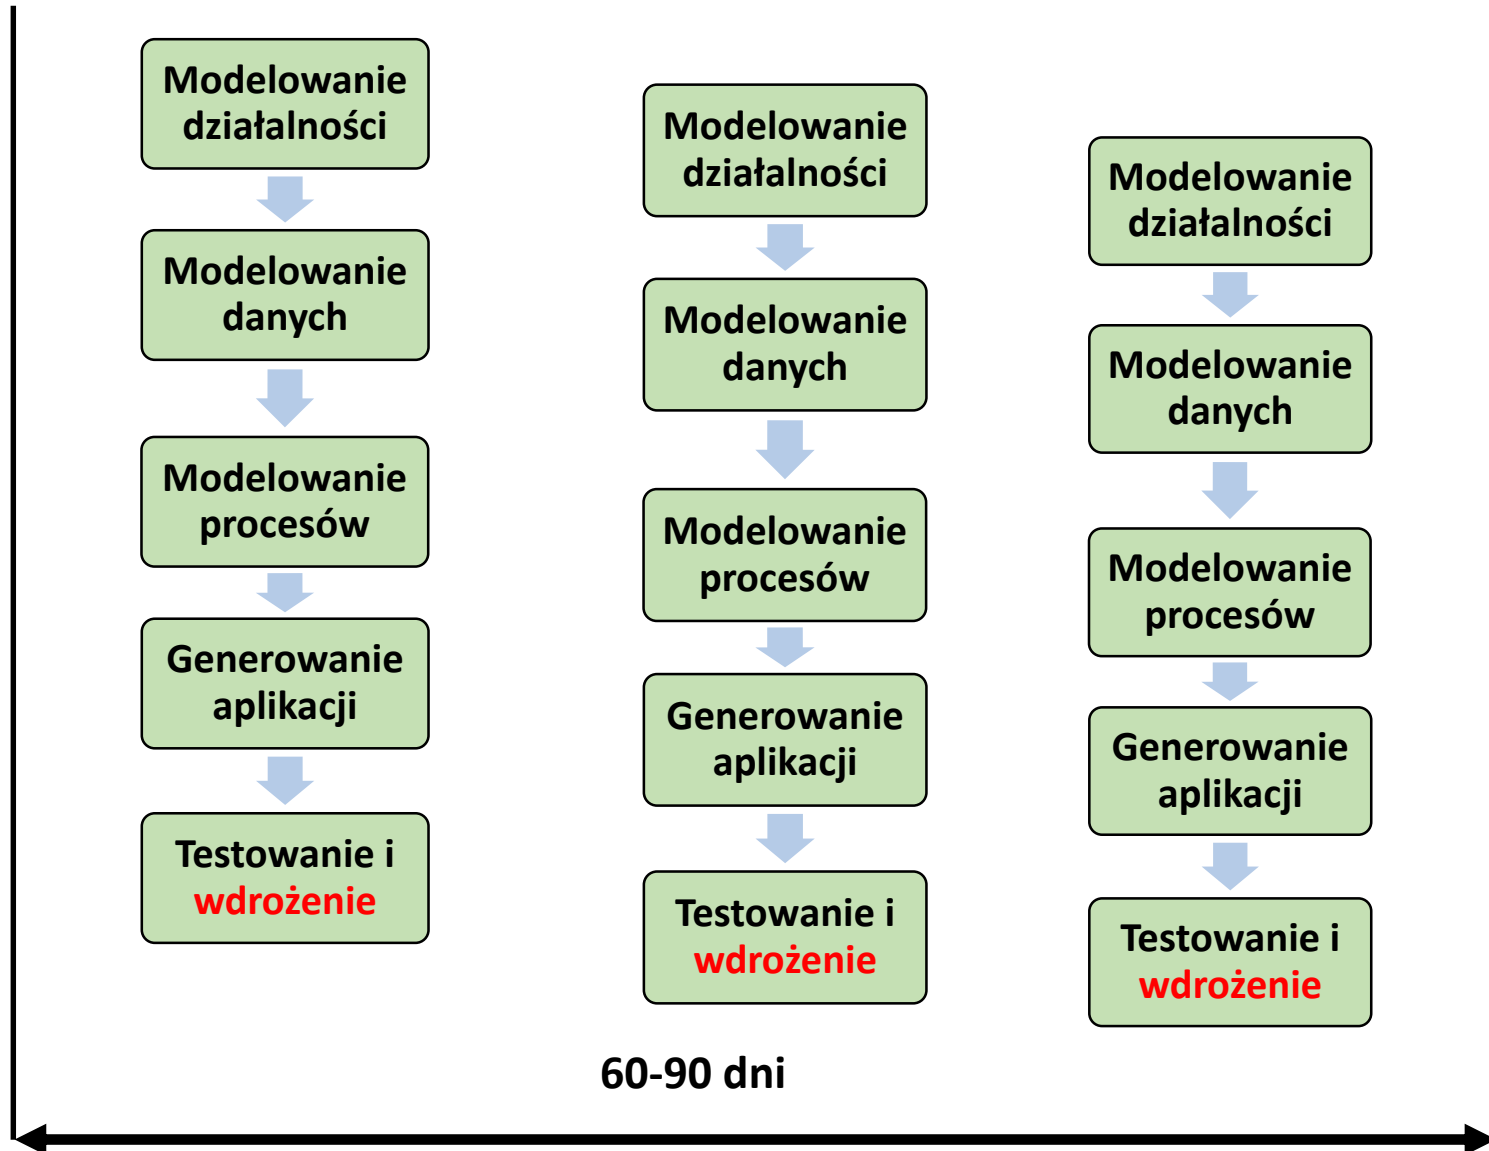 Modelowanie
działalności
Modelowanie
danych
Modelowanie
procesów
Generowanie
aplikacji
Testowanie i
wdrożenie
Modelowanie
działalności
Modelowanie
danych
Modelowanie
procesów
Generowanie
aplikacji
Testowanie i
wdrożenie
Modelowanie
działalności
Modelowanie
danych
Modelowanie
procesów
Generowanie
aplikacji
Testowanie i
wdrożenie
60-90 dni